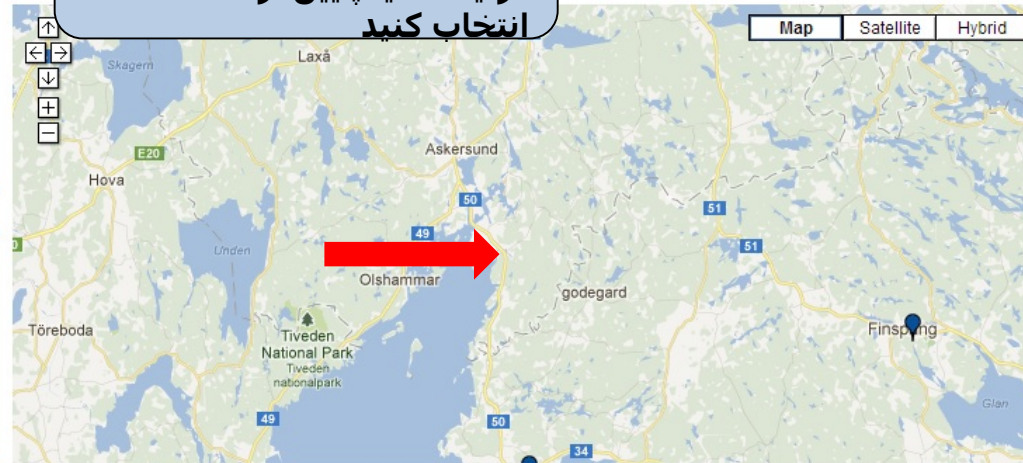 انتخاب کنید
Map Satellite Hybrid
Skagern
Laxå
E20
Askersund
Hova
50
51
49
51
Unden
Olshammar
godegard
Töreboda
Tiveden
National Park
Tiveden
nationalpark
Finspång
Glan
49
50
34